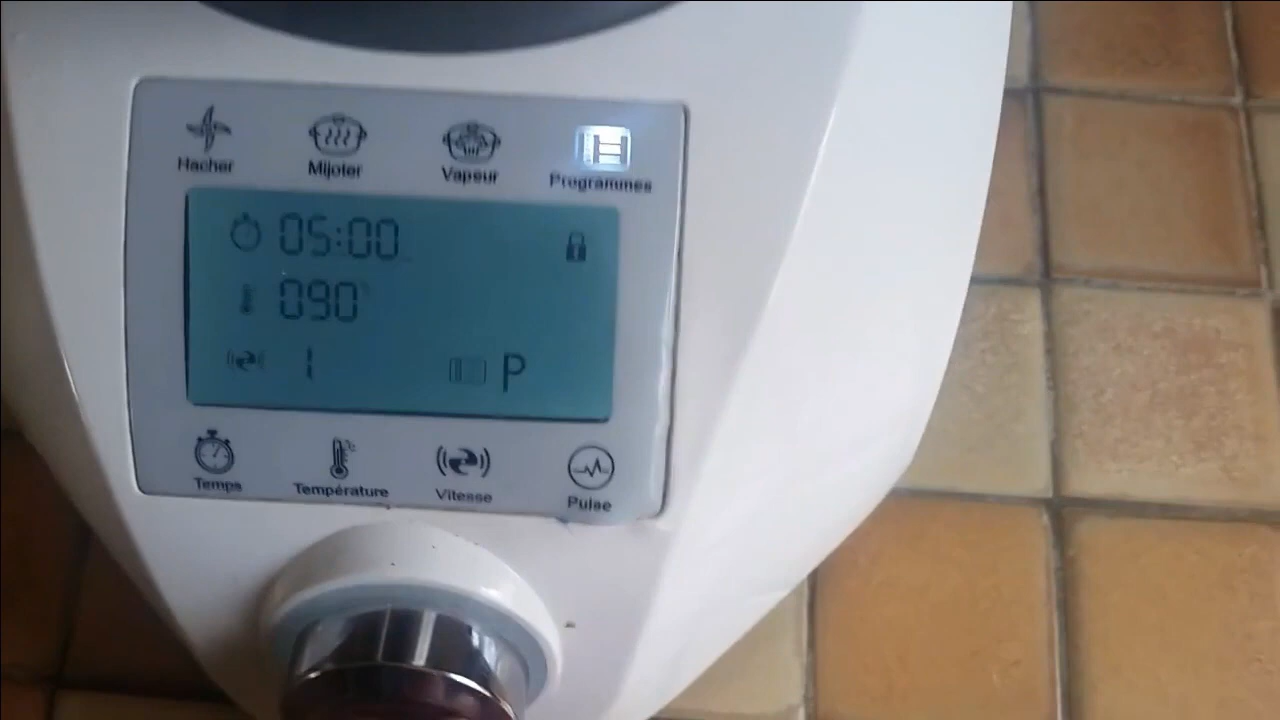 Hacher Mijoter Vapeur Programmes
05:00
090
1 P
Temps Température Vitesse Pulse